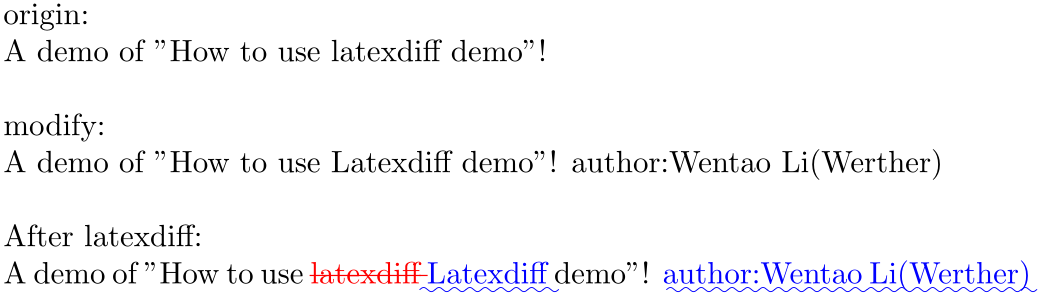 origin:
A demo of ”How to use latexdiff demo”!
modify:
A demo of ”How to use Latexdiff demo”! author:Wentao Li(Werther)
After latexdiff:
A demo of ”How to use latexdiff Latexdiff demo”! author:Wentao Li(Werther)